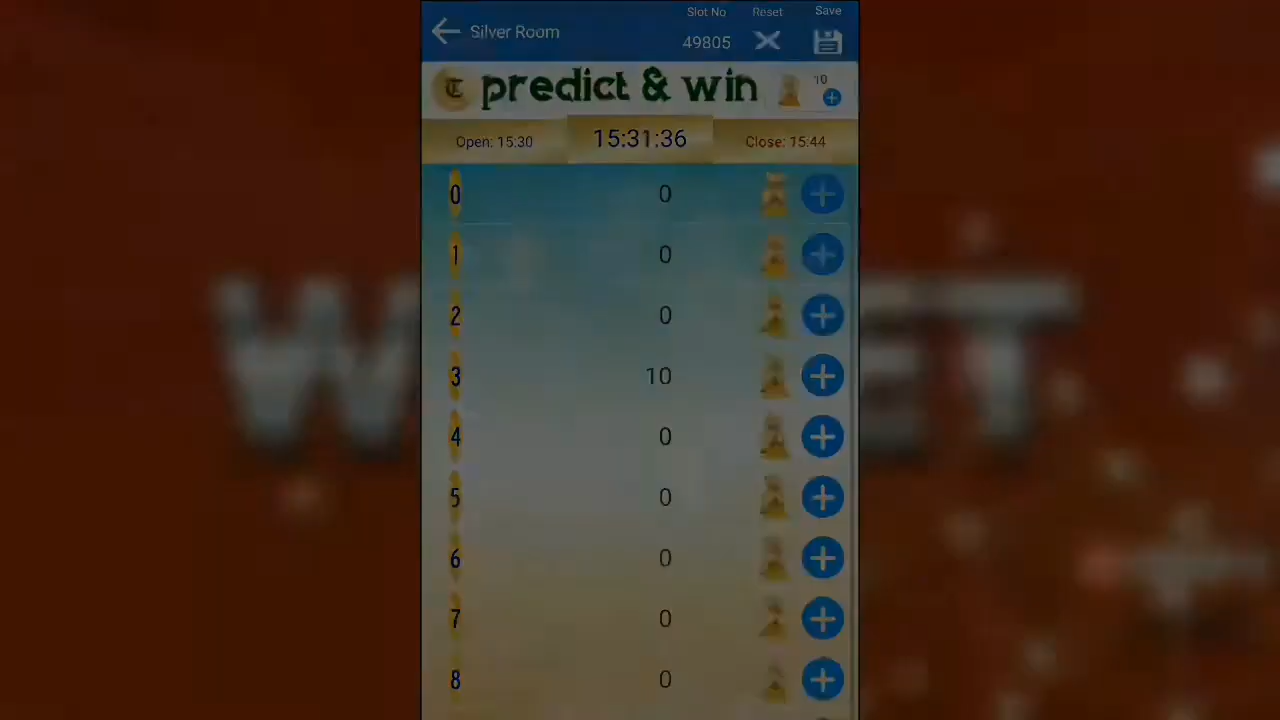 Slot No Reset Save
Silver Room 49805
predict & win 10
Open: 15:30 15:31:36 Close: 15:44
0 0
1 0
2 0
3 10
4 0
5 0
6 0
7 0
8 0